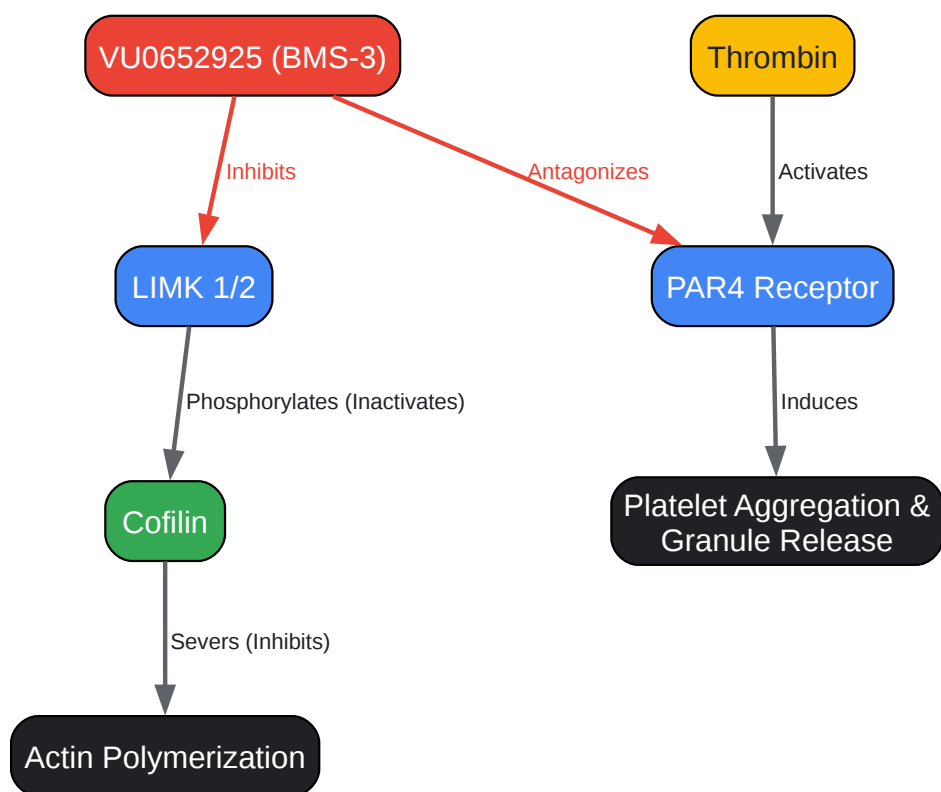 VU0652925 (BMS-3)
Thrombin
Inhibits
Antagonizes
Activates
LIMK 1/2
PAR4 Receptor
Phosphorylates (Inactivates)
Induces
Cofilin
Platelet Aggregation &
Granule Release
Severs (Inhibits)
Actin Polymerization